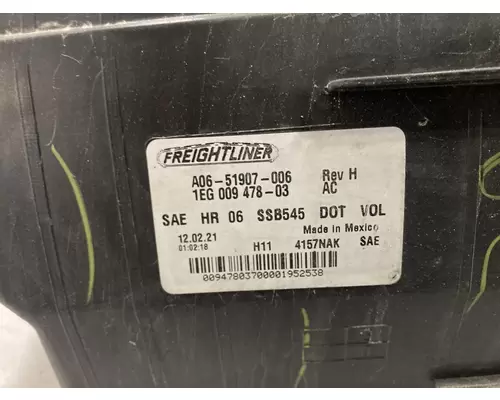 FREIGHTLINER
A06-51907-006 Rev H
1EG 009 478-03 AC
SAE HR 06 SSB545 DOT VOL
Made in Mexico
12.02.21
01:02:18 H11 4157NAK SAE
00947803700001952538